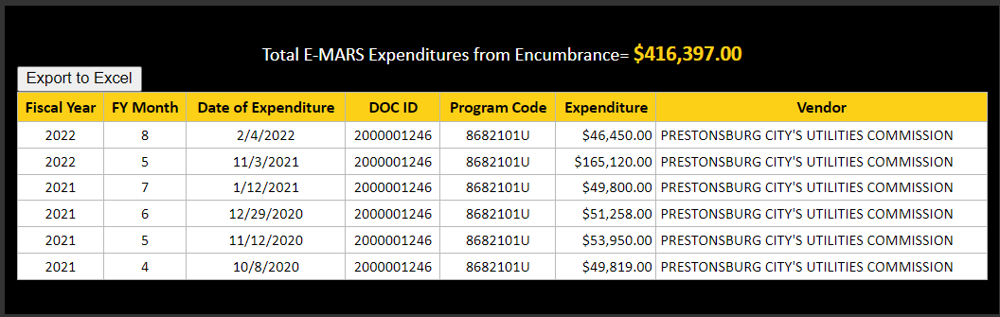 Total E-MARS Expenditures from Encumbrance= $416,397.00
Export to Excel
Fiscal Year FY Month Date of Expenditure DOC ID Program Code Expenditure Vendor
2022 8 2/4/2022 2000001246 8682101U $46,450.00 PRESTONSBURG CITY'S UTILITIES COMMISSION
2022 5 11/3/2021 2000001246 8682101U $165,120.00 PRESTONSBURG CITY'S UTILITIES COMMISSION
2021 7 1/12/2021 2000001246 8682101U $49,800.00 PRESTONSBURG CITY'S UTILITIES COMMISSION
2021 6 12/29/2020 2000001246 8682101U $51,258.00 PRESTONSBURG CITY'S UTILITIES COMMISSION
2021 5 11/12/2020 2000001246 8682101U $53,950.00 PRESTONSBURG CITY'S UTILITIES COMMISSION
2021 4 10/8/2020 2000001246 8682101U $49,819.00 PRESTONSBURG CITY'S UTILITIES COMMISSION